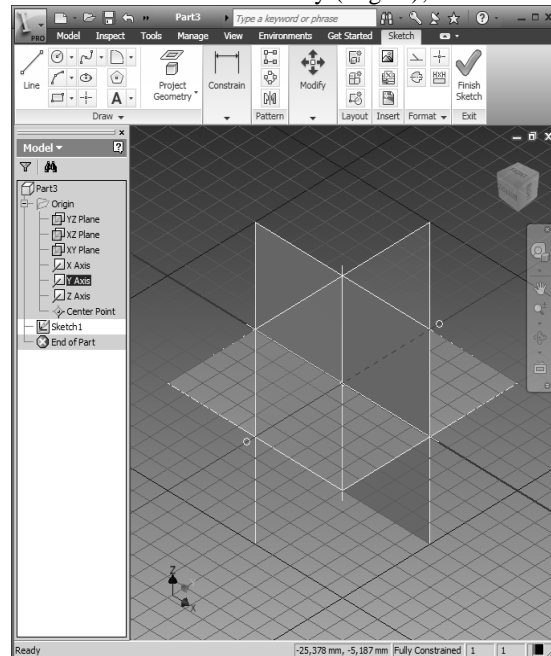 PRO
Part3
Type a keyword or phrase
Model Inspect Tools Manage View Environments Get Started Sketch
Line
Project Geometry
Constrain
Modify
Finish Sketch
Draw
Pattern
Layout
Insert
Format
Exit
Model
Part3
Origin
YZ Plane
XZ Plane
XY Plane
X Axis
Y Axis
Z Axis
Center Point
Sketch1
End of Part
Z
X
Ready
-25,378 mm, -5,187 mm Fully Constrained 1 1